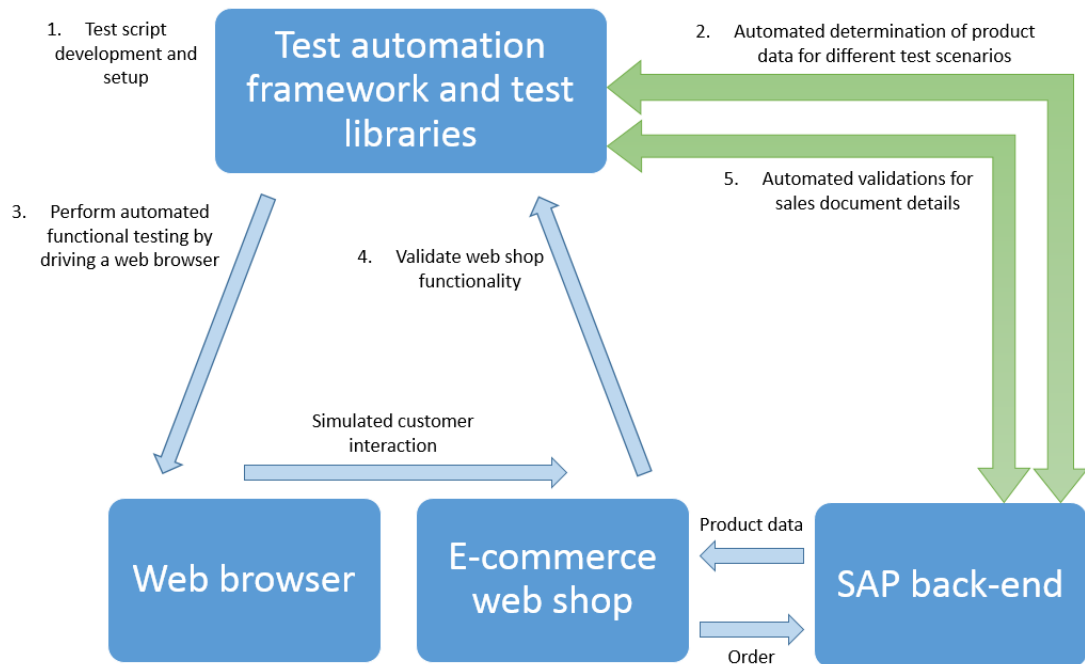 1. Test script
development and
setup
Test automation
framework and test
libraries
2. Automated determination of product
data for different test scenarios
5. Automated validations for
sales document details
3. Perform automated
functional testing by
driving a web browser
4. Validate web shop
functionality
Simulated customer
interaction
Web browser
E-commerce
web shop
Product data
Order
SAP back-end